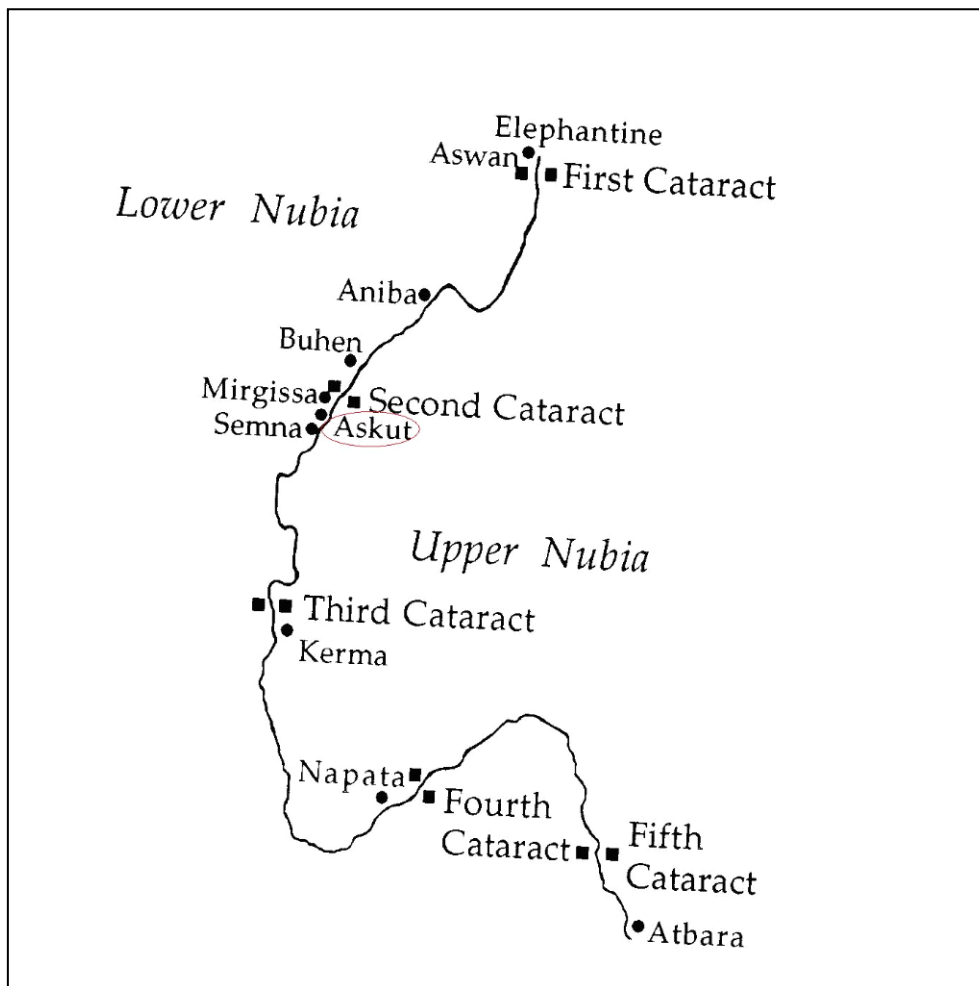 Elephantine
Aswan
First Cataract
Lower Nubia
Aniba
Buhen
Mirgissa
Second Cataract
Semna
Askut
Upper Nubia
Third Cataract
Kerma
Napata
Fourth
Cataract
Fifth
Cataract
Atbara